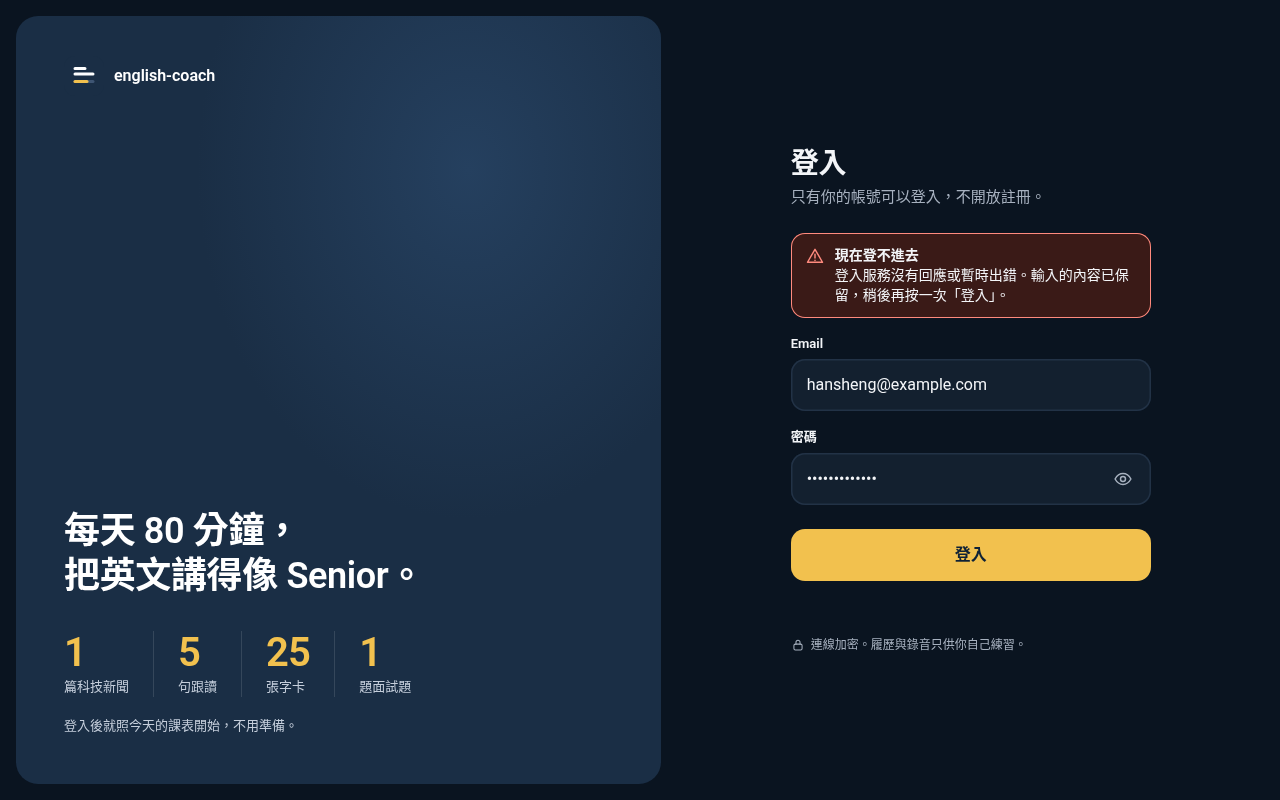 english-coach
每天 80 分鐘，
把英文講得像 Senior。
1
篇科技新聞
5
句跟讀
25
張字卡
1
題面試題
登入後就照今天的課表開始，不用準備。
登入
只有你的帳號可以登入，不開放註冊。
現在登不進去
登入服務沒有回應或暫時出錯。輸入的內容已保
留，稍後再按一次「登入」。
Email
hansheng@example.com
密碼
•••••••••••••
登入
連線加密。履歷與錄音只供你自己練習。